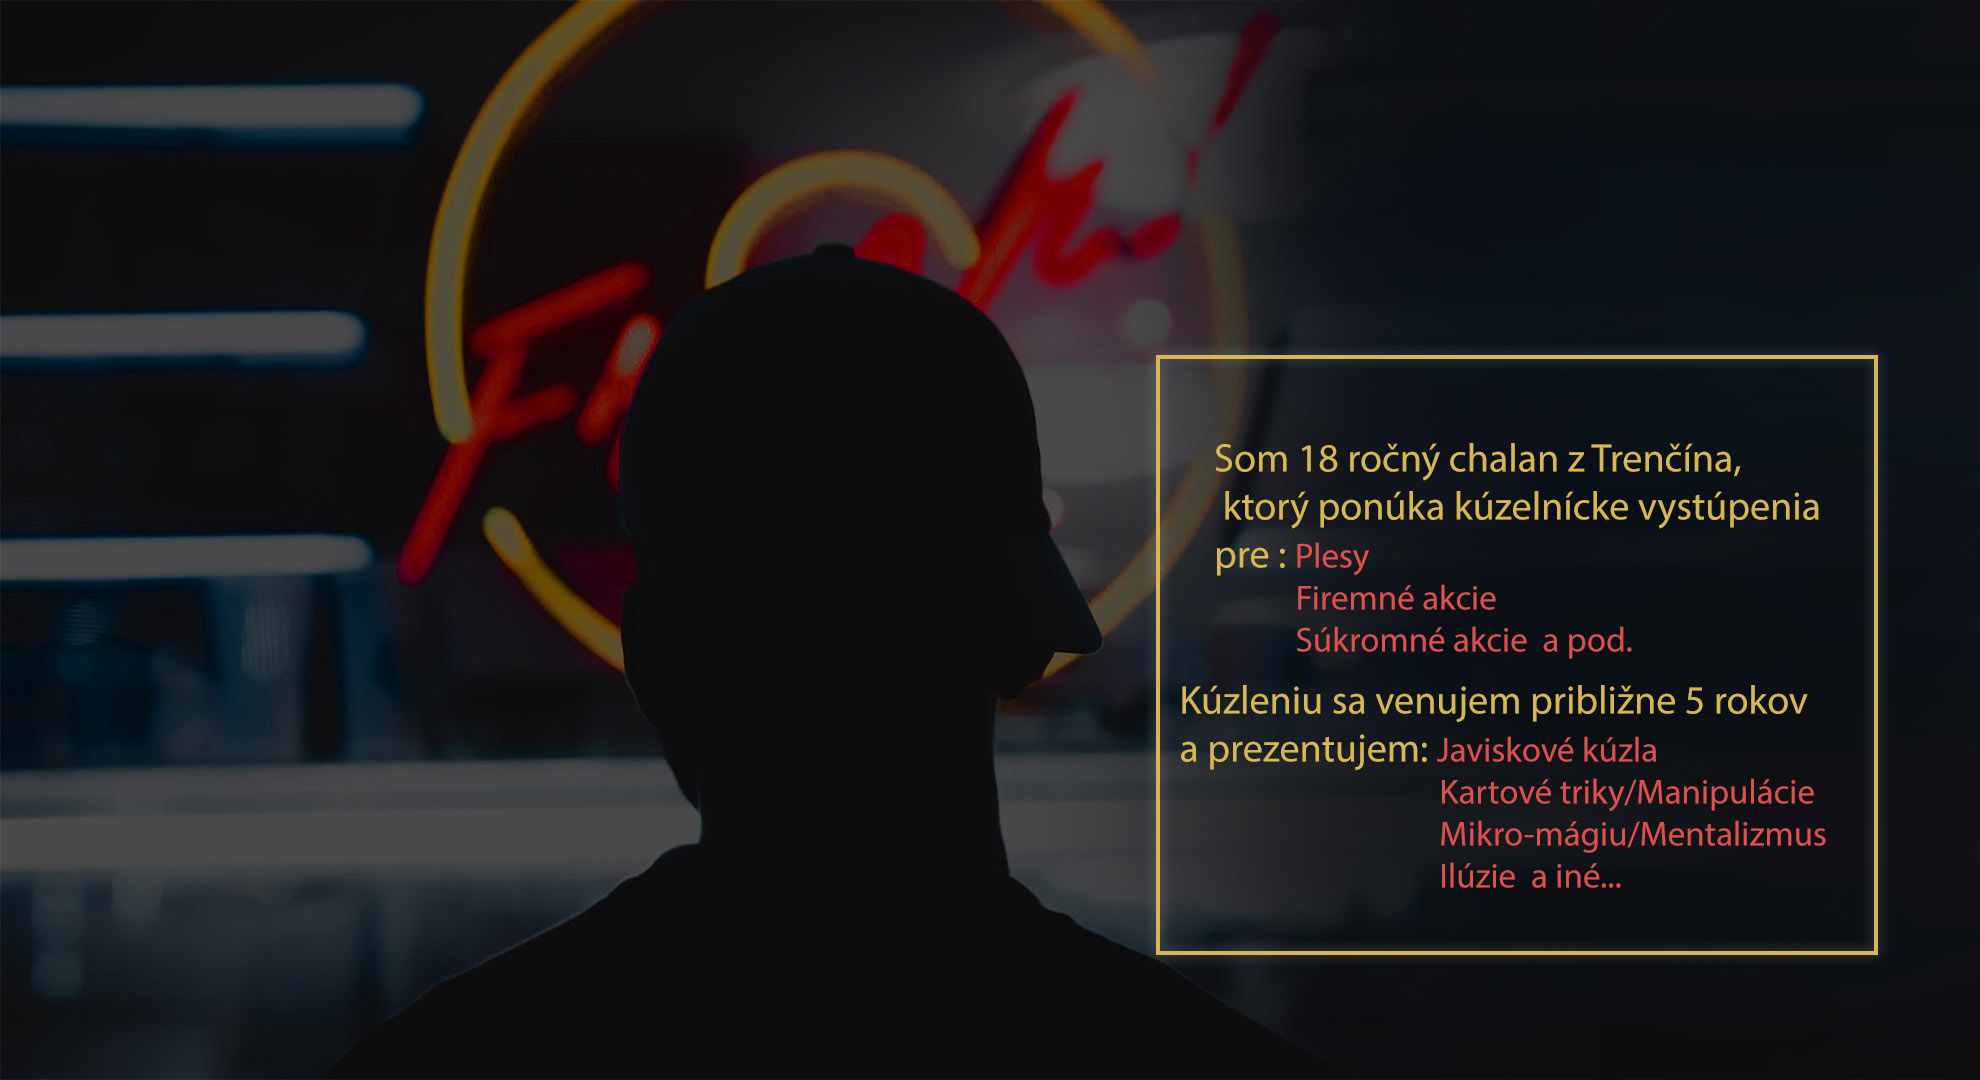 Som 18 ročný chalan z Trenčína,
ktorý ponúka kúzelnícke vystúpenia
pre : Plesy
Firemné akcie
Súkromné akcie a pod.
Kúzleniu sa venujem približne 5 rokov
a prezentujem: Javiskové kúzla
Kartové triky/Manipulácie
Mikro-mágiu/Mentalizmus
Ilúzie a iné...